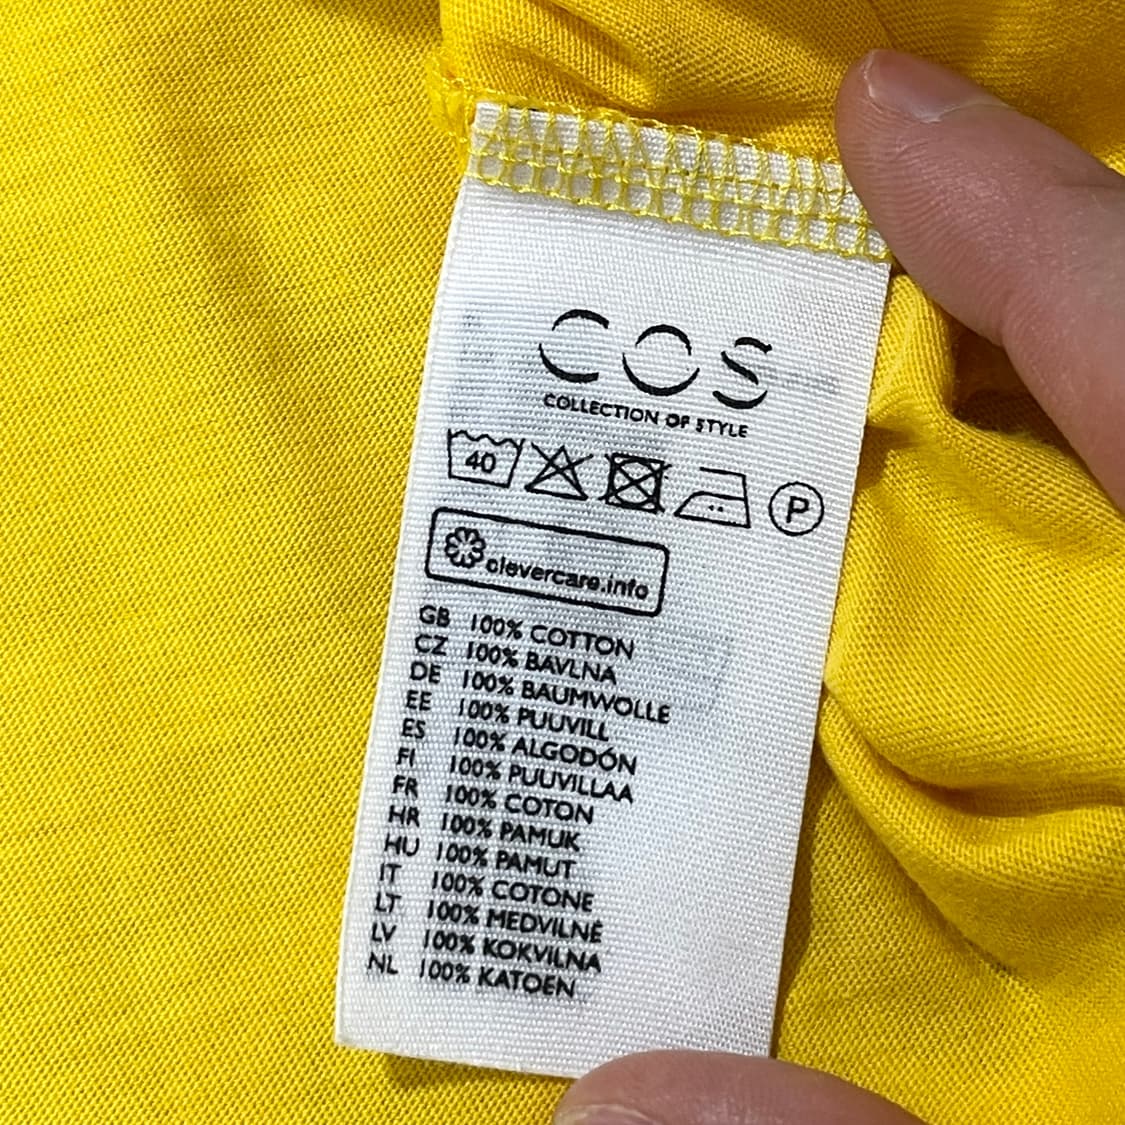 COS
COLLECTION OF STYLE
40 P
clevercare.info
GB 100% COTTON
CZ 100% BAVLNA
DE 100% BAUMWOLLE
EE 100% PUUVILL
ES 100% ALGODÓN
FI 100% PUUVILLAA
FR 100% COTON
HR 100% PAMUK
HU 100% PAMUT
IT 100% COTONE
LT 100% MEDVILNĖ
LV 100% KOKVILNA
NL 100% KATOEN